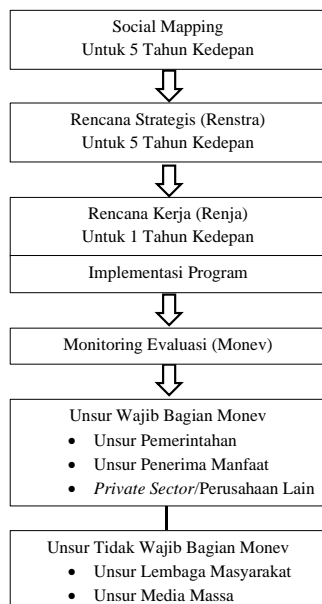 Social Mapping
Untuk 5 Tahun Kedepan
Rencana Strategis (Renstra)
Untuk 5 Tahun Kedepan
Rencana Kerja (Renja)
Untuk 1 Tahun Kedepan
Implementasi Program
Monitoring Evaluasi (Monev)
Unsur Wajib Bagian Monev
• Unsur Pemerintahan
• Unsur Penerima Manfaat
• Private Sector/Perusahaan Lain
Unsur Tidak Wajib Bagian Monev
• Unsur Lembaga Masyarakat
• Unsur Media Massa